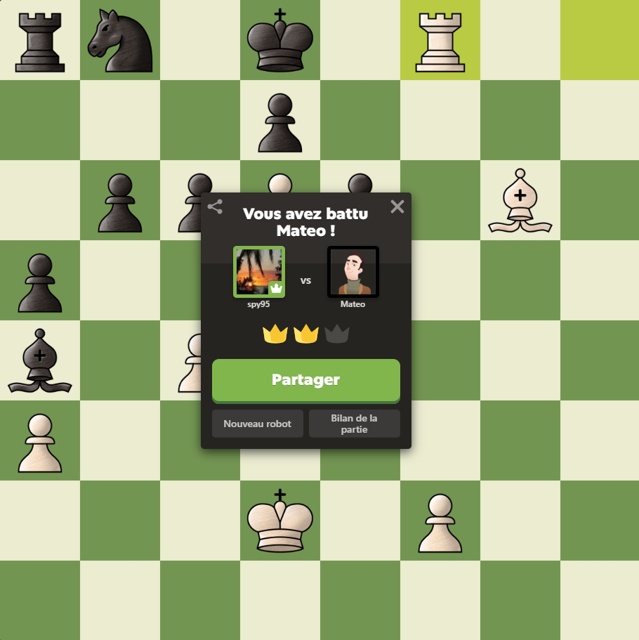 Vous avez battu
Mateo !
vs
spy95
Mateo
Partager
Nouveau robot
Bilan de la
partie